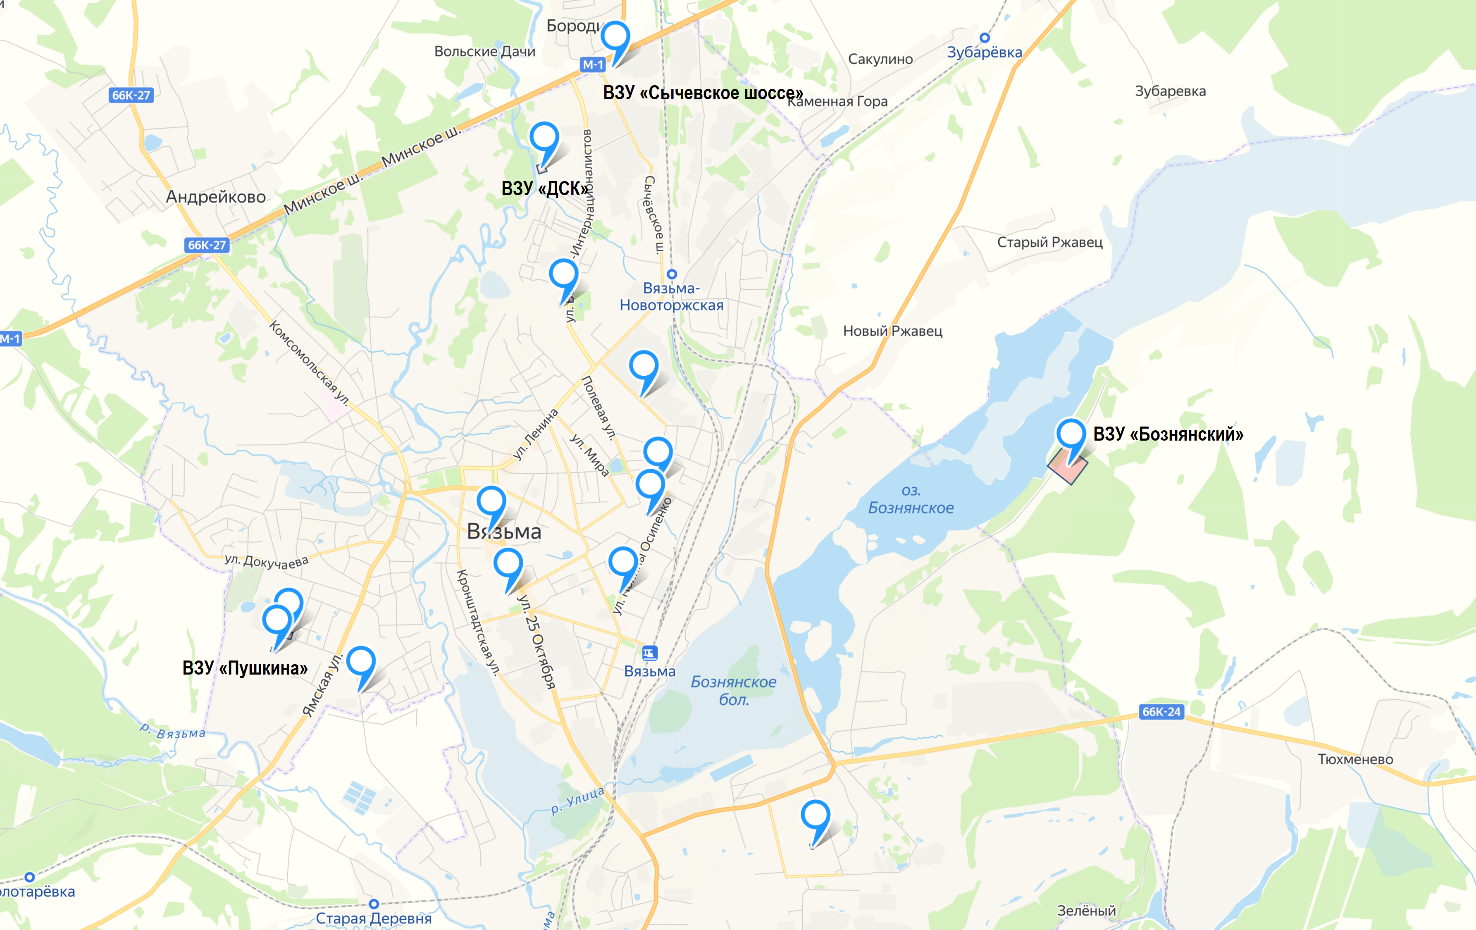 Бороди
Вольские Дачи
М-1
Сакулино
Зубарёвка
66К-27
ВЗУ «Сычевское шоссе»
Каменная Гора
Зубаревка
Минское ш.
ВЗУ «ДСК»
-Интернационалистов
Андрейково
Минское ш.
Сычёвское ш.
66К-27
Старый Ржавец
Вязьма-
Новоторжская
ул.
М-1
Новый Ржавец
Комсомольская ул.
Полевая ул.
ул. Ленина
ул. Мира
ВЗУ «Бознянский»
оз.
Бознянское
Вязьма
ул. Докучаева
Кронштадтская ул.
ул. 25 Октября
Осипенко
ул.
ВЗУ «Пушкина»
Ямская ул.
Вязьма
Бознянское
бол.
р. Вязьма
66К-24
Тюхменево
р. Улица
олотарёвка
Старая Деревня
Зелёный